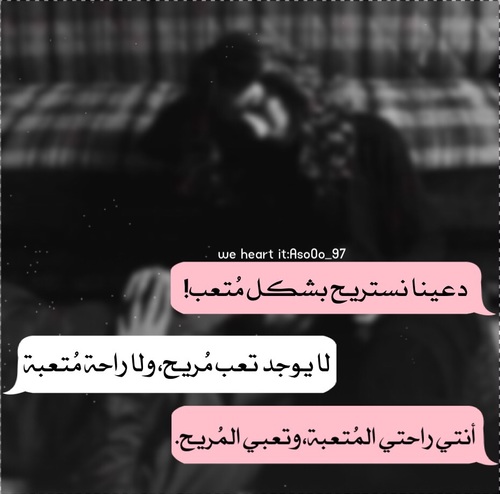 we heart it:Aso0o_97
دعينا نستريح بشكل مُتعب!
لا يوجد تعب مُريح، ولا راحة مُتعبة
أنتي راحتي المُتعبة، وتعبي المُريح.